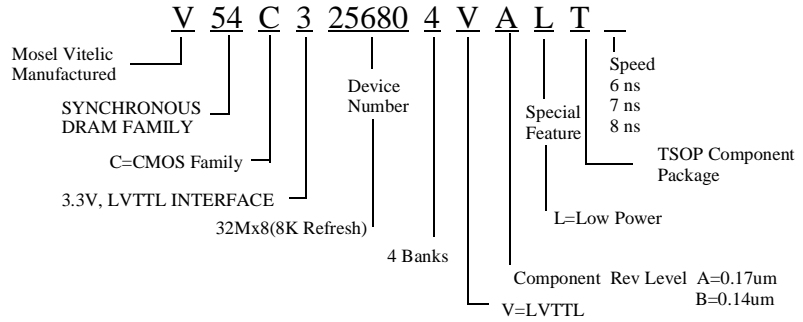 V 54 C 3 25680 4 V A L T
Mosel Vitelic
Manufactured
SYNCHRONOUS
DRAM FAMILY
C=CMOS Family
3.3V, LVTTL INTERFACE
Device
Number
32Mx8(8K Refresh)
4 Banks
Special
Feature
L=Low Power
Speed
6 ns
7 ns
8 ns
TSOP Component
Package
Component Rev Level A=0.17um
B=0.14um
V=LVTTL